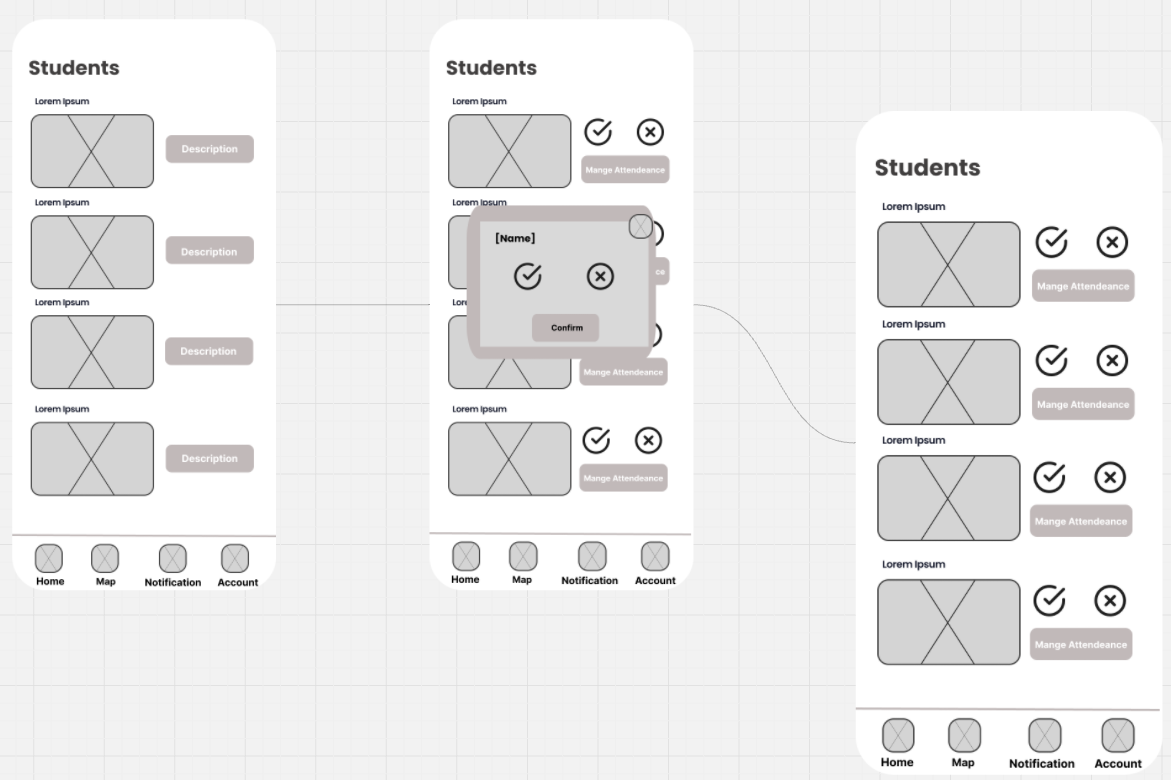 Students
Lorem Ipsum
Description
Lorem Ipsum
Description
Lorem Ipsum
Description
Lorem Ipsum
Description
Home Map Notification Account
Students
Lorem Ipsum
Mange Attendeance
Lorem Ipsum
[Name]
ce
Lor
Confirm
Mange Attendeance
Lorem Ipsum
Mange Attendeance
Home Map Notification Account
Students
Lorem Ipsum
Mange Attendeance
Lorem Ipsum
Mange Attendeance
Lorem Ipsum
Mange Attendeance
Lorem Ipsum
Mange Attendeance
Home Map Notification Account